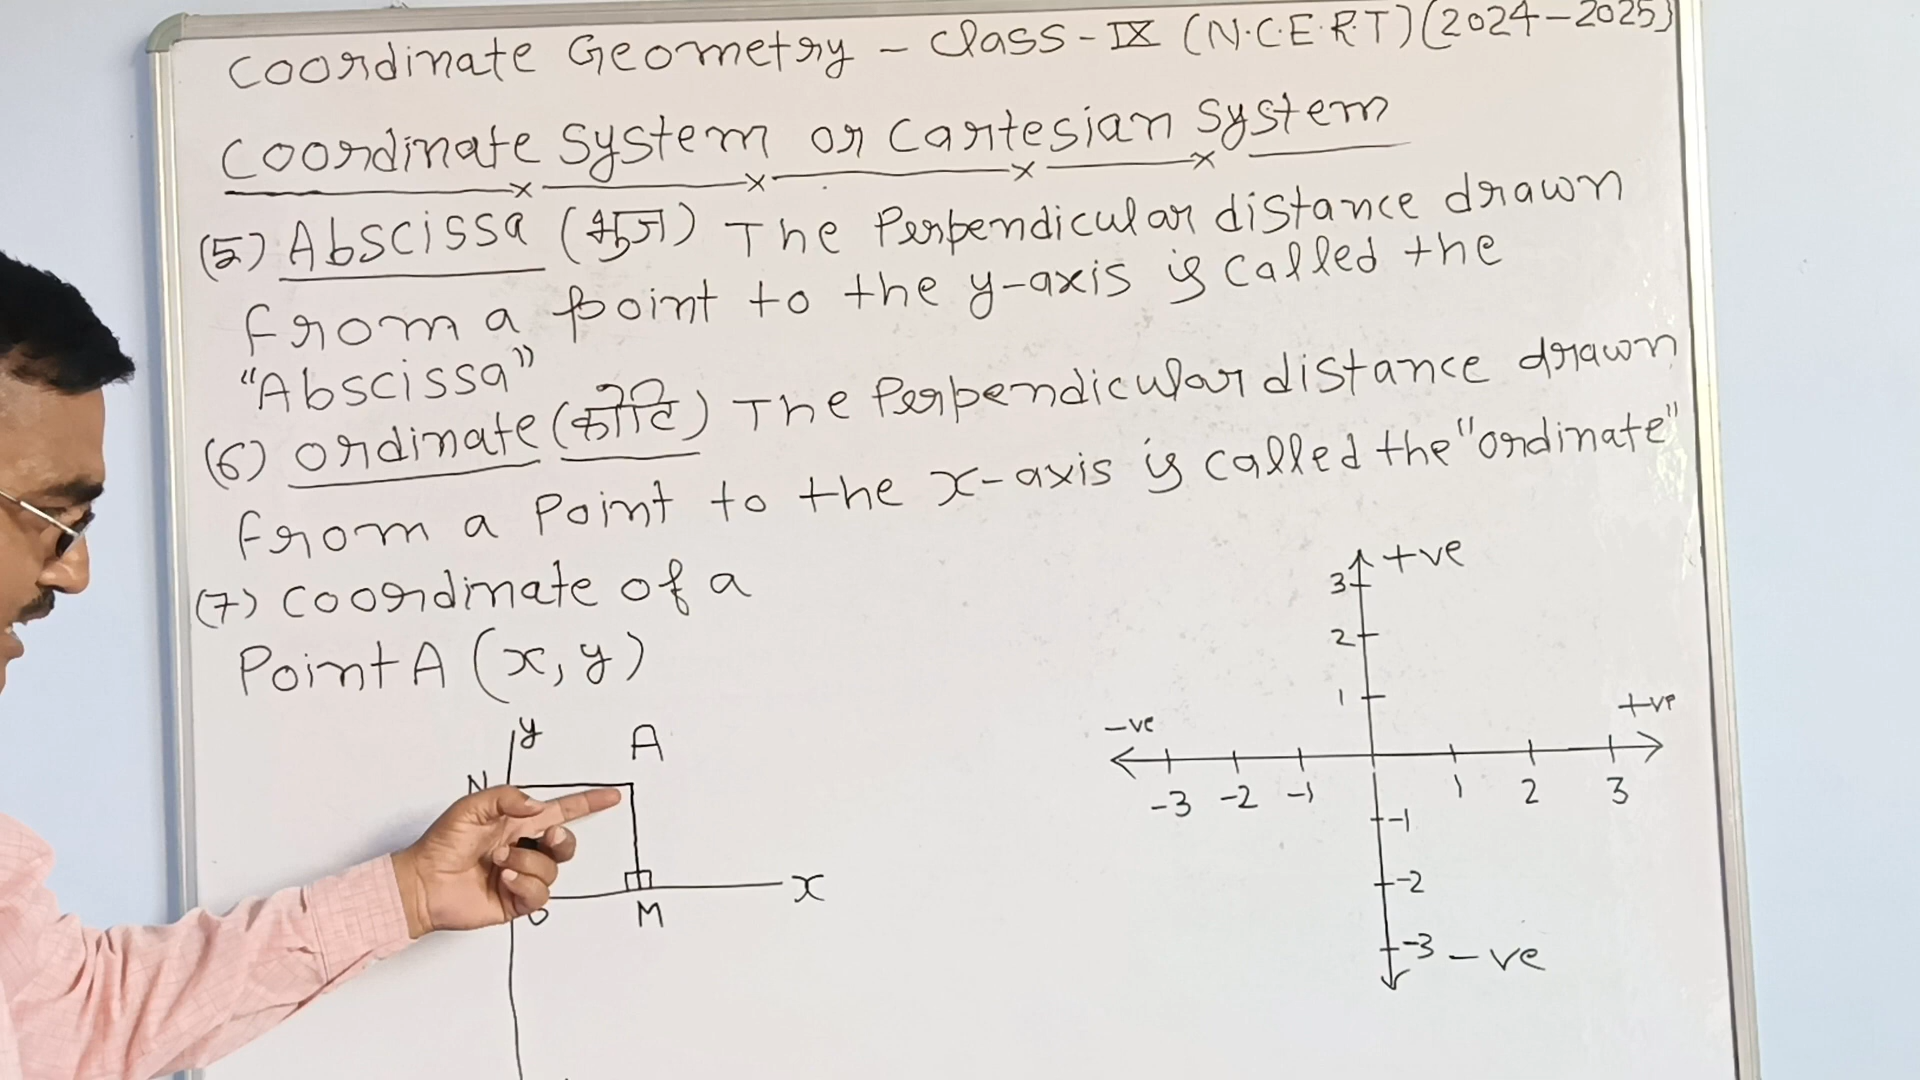 Coordinate Geometry - Class-IX (N.C.E.R.T) (2024-2025)
Coordinate System or Cartesian System
(5) Abscissa (भुज) The Perpendicular distance drawn
from a point to the y-axis is called the
"Abscissa"
(6) ordinate (कोटि) The Perpendicular distance drawn
from a Point to the x-axis is called the "ordinate"
(7) Coordinate of a
Point A (x, y)
y A
N
O M x
+ve
3
2
1
-ve +ve
-3 -2 -1 1 2 3
-1
-2
-3 -ve